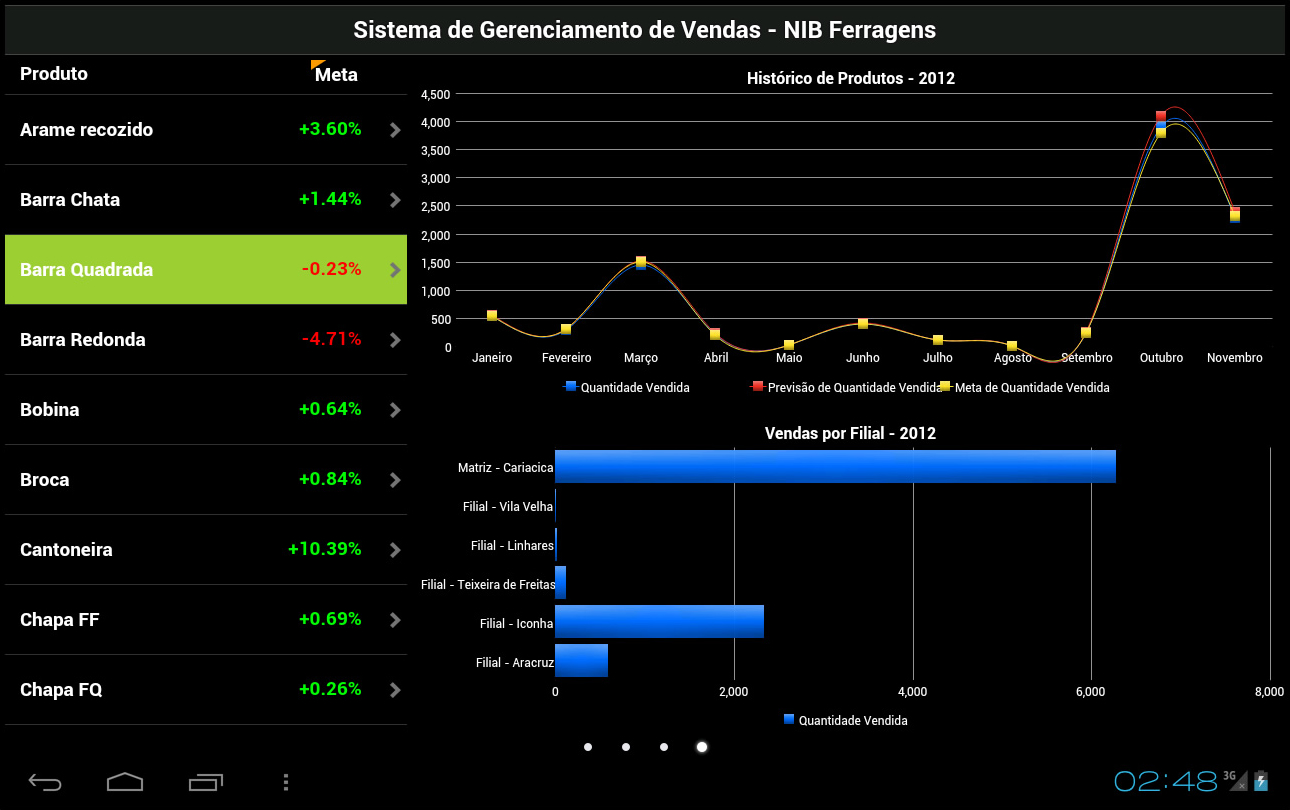 Sistema de Gerenciamento de Vendas - NIB Ferragens
Produto Meta
Arame recozido +3.60%
Barra Chata +1.44%
Barra Quadrada -0.23%
Barra Redonda -4.71%
Bobina +0.64%
Broca +0.84%
Cantoneira +10.39%
Chapa FF +0.69%
Chapa FQ +0.26%
Histórico de Produtos - 2012
4,500
4,000
3,500
3,000
2,500
2,000
1,500
1,000
500
0
Janeiro Fevereiro Março Abril Maio Junho Julho Agosto Setembro Outubro Novembro
Quantidade Vendida Previsão de Quantidade Vendida Meta de Quantidade Vendida
Vendas por Filial - 2012
Matriz - Cariacica
Filial - Vila Velha
Filial - Linhares
Filial - Teixeira de Freitas
Filial - Iconha
Filial - Aracruz
0 2,000 4,000 6,000 8,000
Quantidade Vendida
02:48 3G